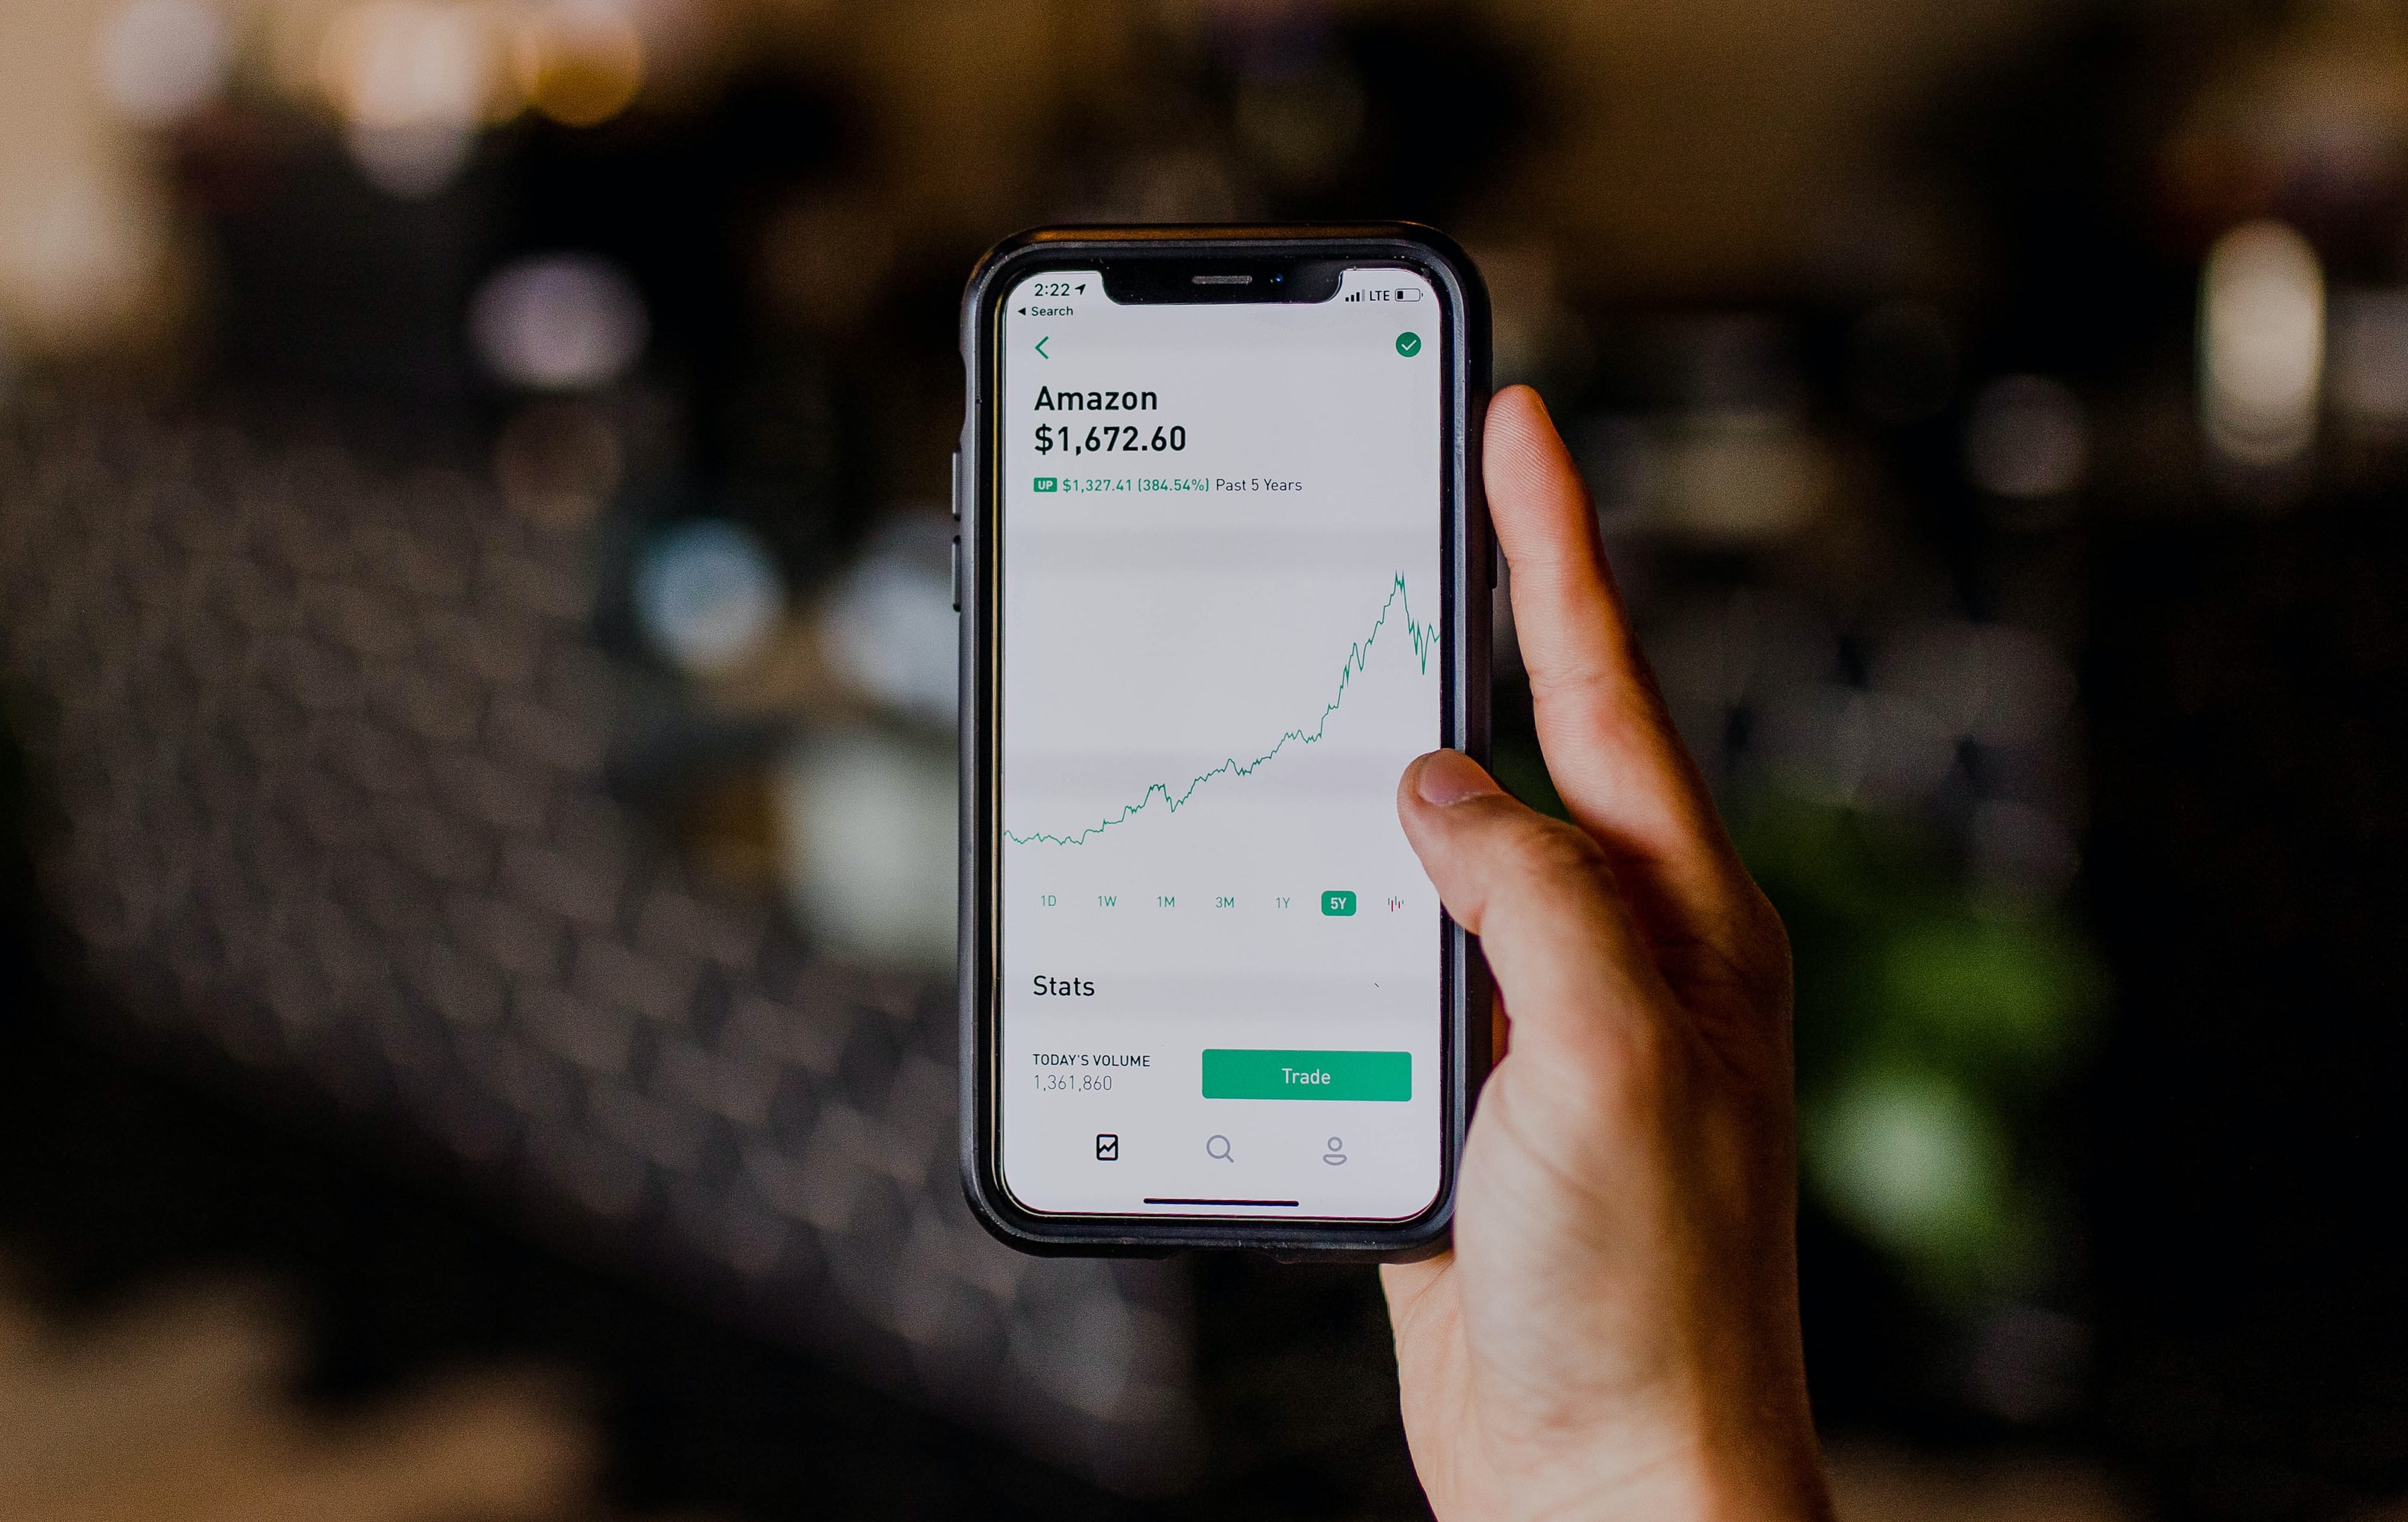 2:22 LTE
◀ Search
Amazon
$1,672.60
UP $1,327.41 (384.54%) Past 5 Years
1D 1W 1M 3M 1Y 5Y
Stats
TODAY'S VOLUME
1,361,860
Trade